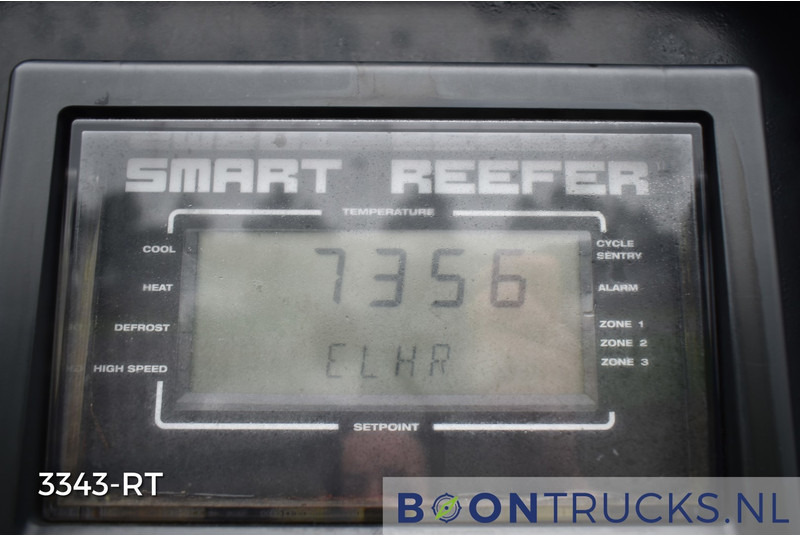 SMART REEFER
TEMPERATURE
COOL
HEAT
DEFROST
HIGH SPEED
7356
ELHR
CYCLE
SENTRY
ALARM
ZONE 1
ZONE 2
ZONE 3
SETPOINT
3343-RT
BOONTRUCKS.NL